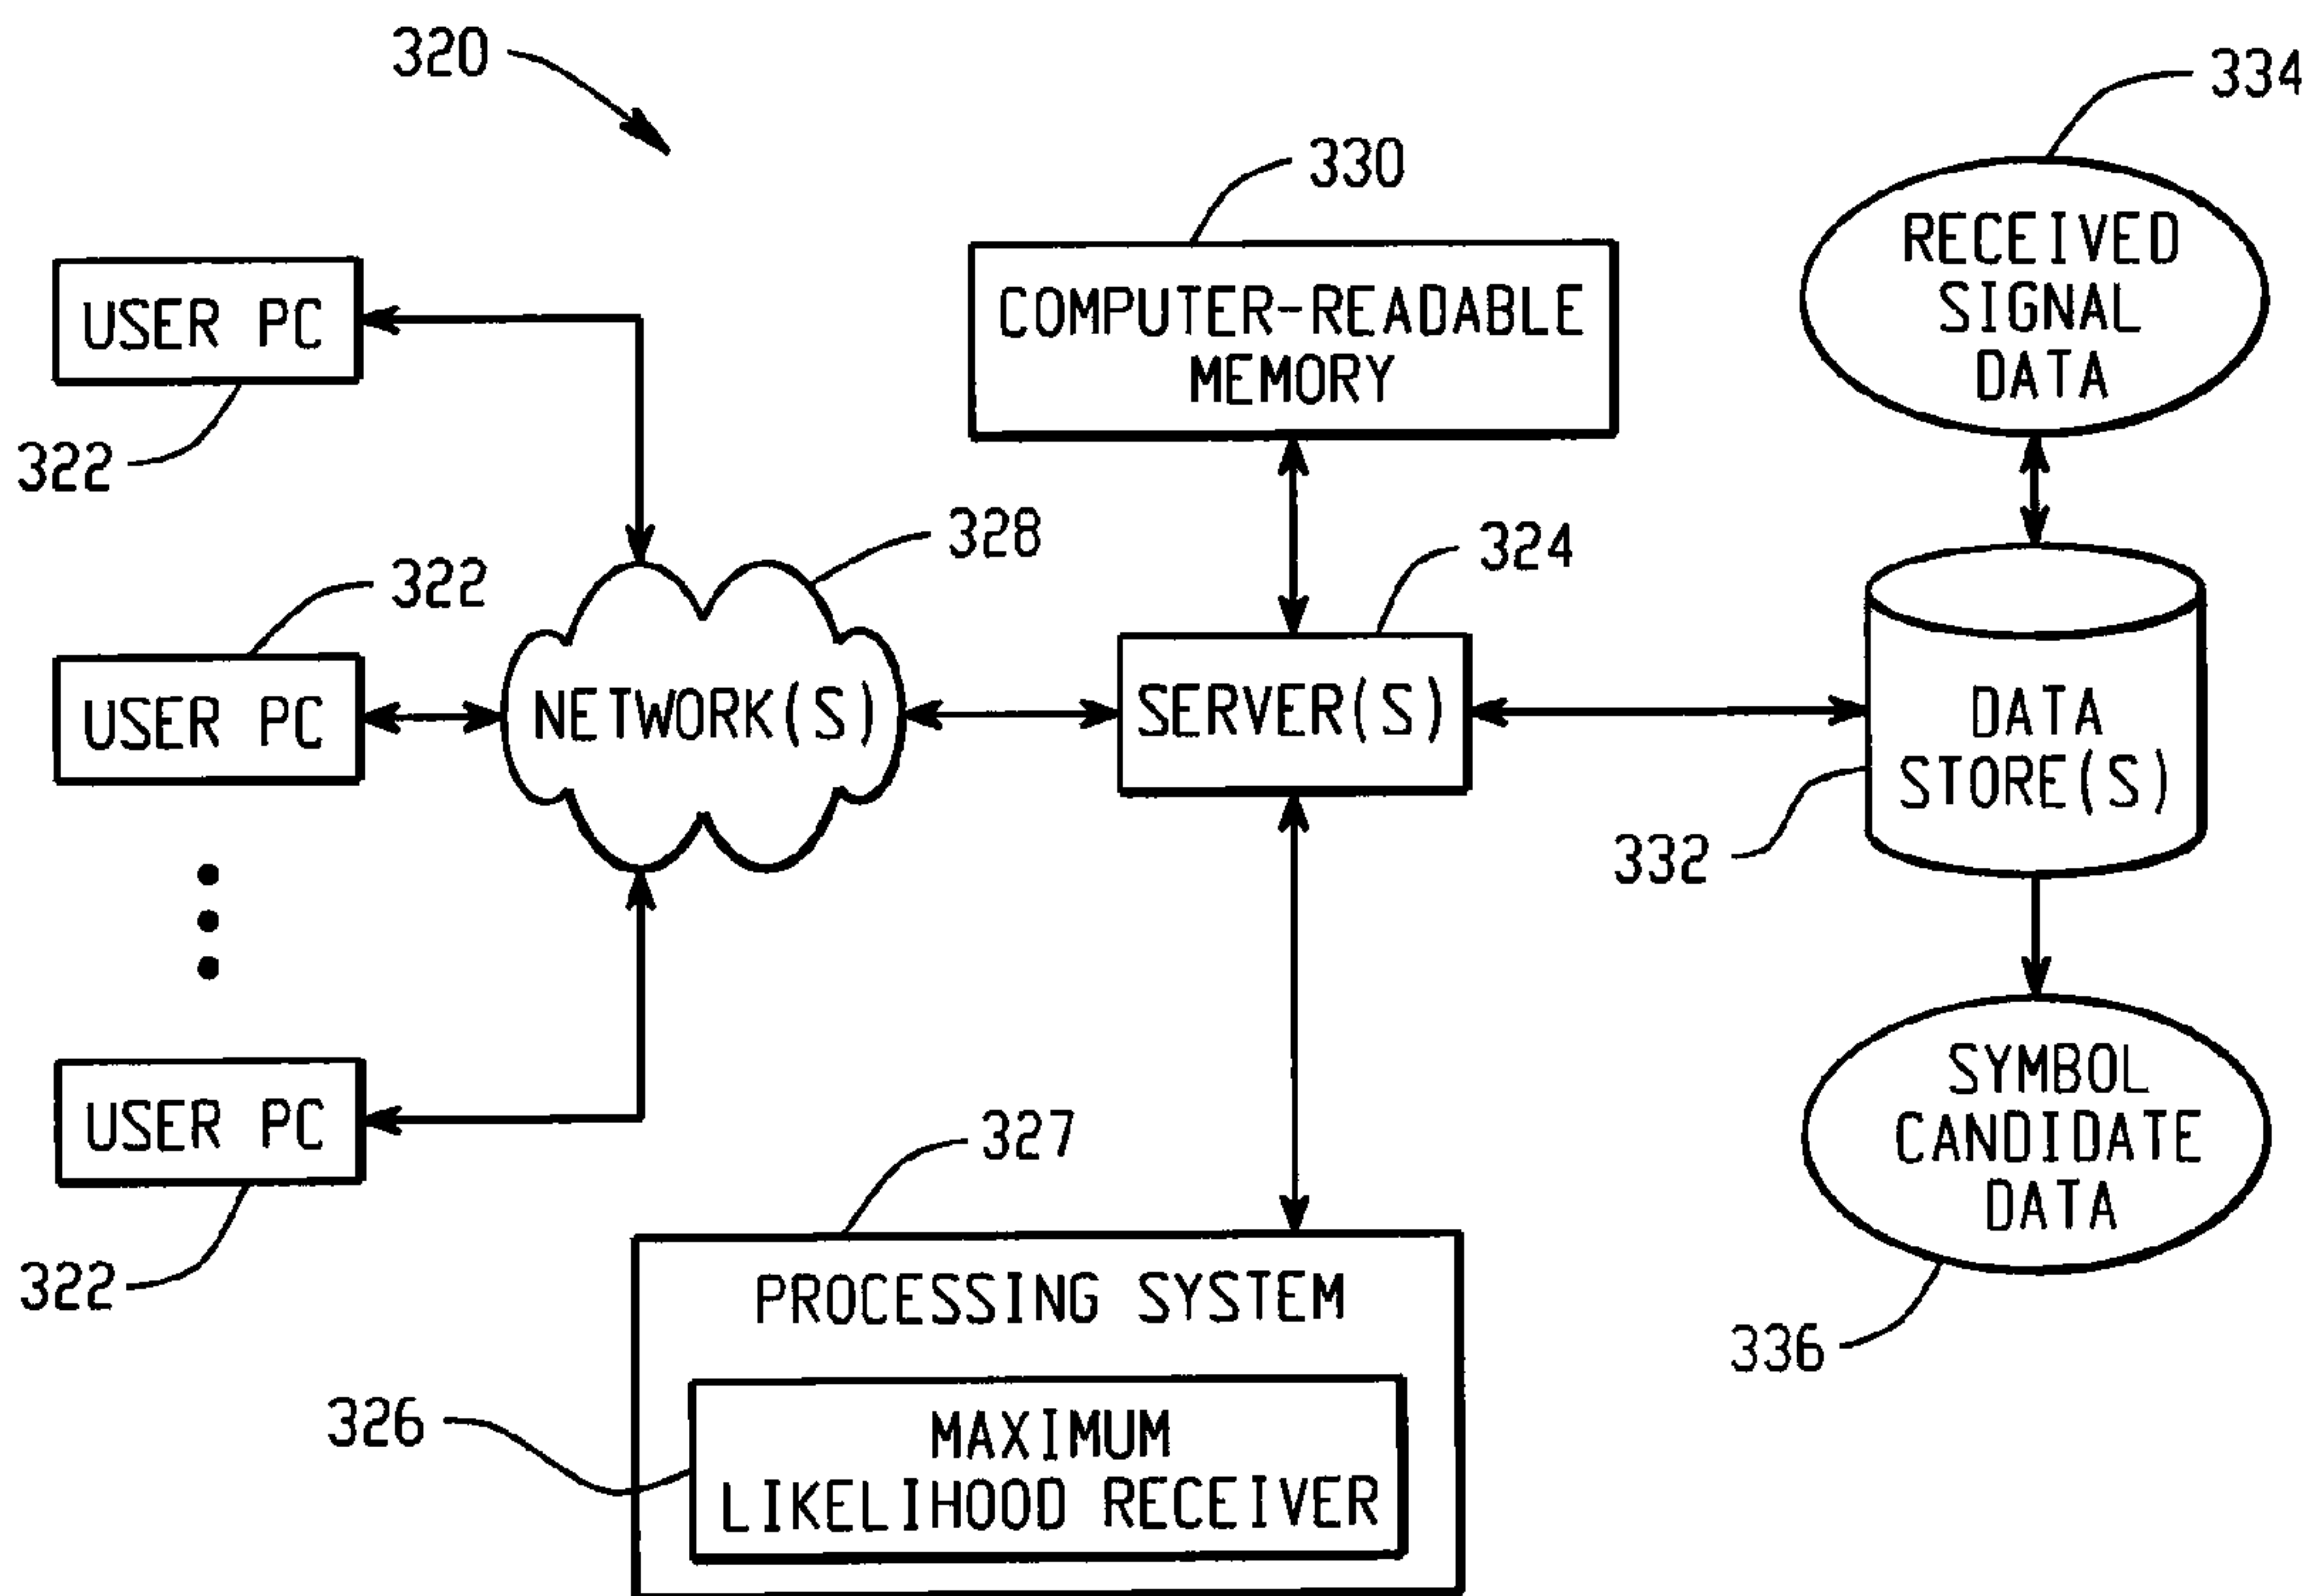 320
334
330
RECEIVED
SIGNAL
DATA
USER PC
COMPUTER-READABLE
MEMORY
322
328
324
322
USER PC
NETWORK(S)
SERVER(S)
DATA
STORE(S)
332
USER PC
327
SYMBOL
CANDIDATE
DATA
322
PROCESSING SYSTEM
336
326
MAXIMUM
LIKELIHOOD RECEIVER